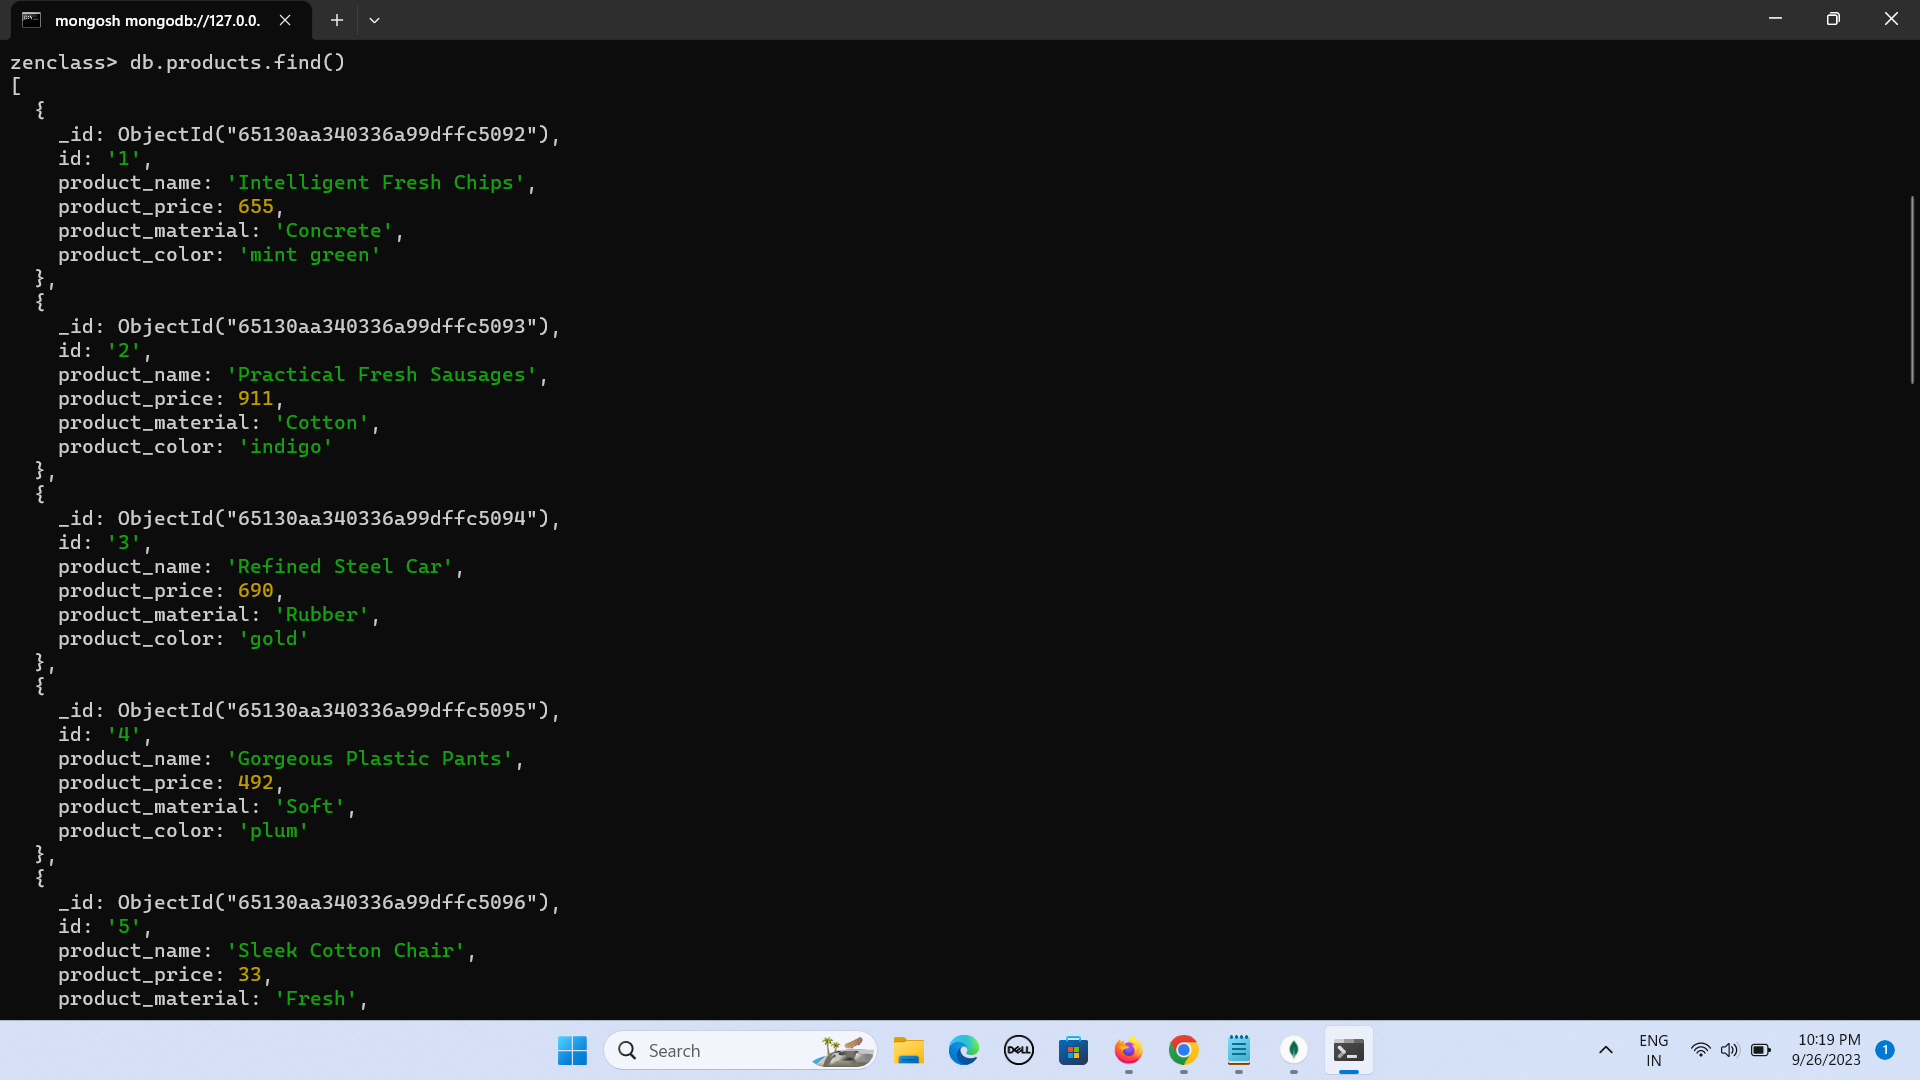 mongosh mongodb://127.0.0.
zenclass> db.products.find()
[
  {
    _id: ObjectId("65130aa340336a99dffc5092"),
    id: '1',
    product_name: 'Intelligent Fresh Chips',
    product_price: 655,
    product_material: 'Concrete',
    product_color: 'mint green'
  },
  {
    _id: ObjectId("65130aa340336a99dffc5093"),
    id: '2',
    product_name: 'Practical Fresh Sausages',
    product_price: 911,
    product_material: 'Cotton',
    product_color: 'indigo'
  },
  {
    _id: ObjectId("65130aa340336a99dffc5094"),
    id: '3',
    product_name: 'Refined Steel Car',
    product_price: 690,
    product_material: 'Rubber',
    product_color: 'gold'
  },
  {
    _id: ObjectId("65130aa340336a99dffc5095"),
    id: '4',
    product_name: 'Gorgeous Plastic Pants',
    product_price: 492,
    product_material: 'Soft',
    product_color: 'plum'
  },
  {
    _id: ObjectId("65130aa340336a99dffc5096"),
    id: '5',
    product_name: 'Sleek Cotton Chair',
    product_price: 33,
    product_material: 'Fresh',
Search
DELL
ENG
IN
10:19 PM
9/26/2023
1